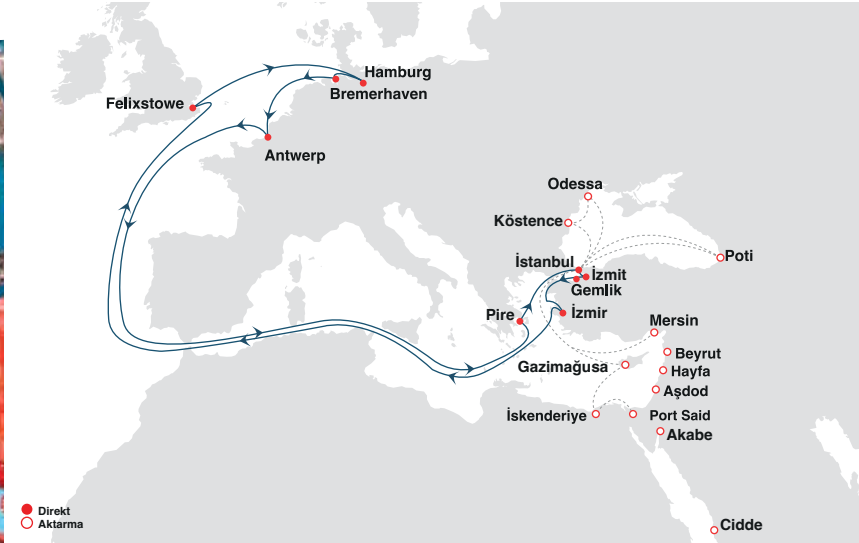 Hamburg
Bremerhaven
Felixstowe
Antwerp
Odessa
Köstence
Poti
İstanbul
İzmit
Gemlik
İzmir
Pire
Mersin
Beyrut
Gazimağusa
Hayfa
Aşdod
İskenderiye
Port Said
Akabe
Direkt
Aktarma
Cidde